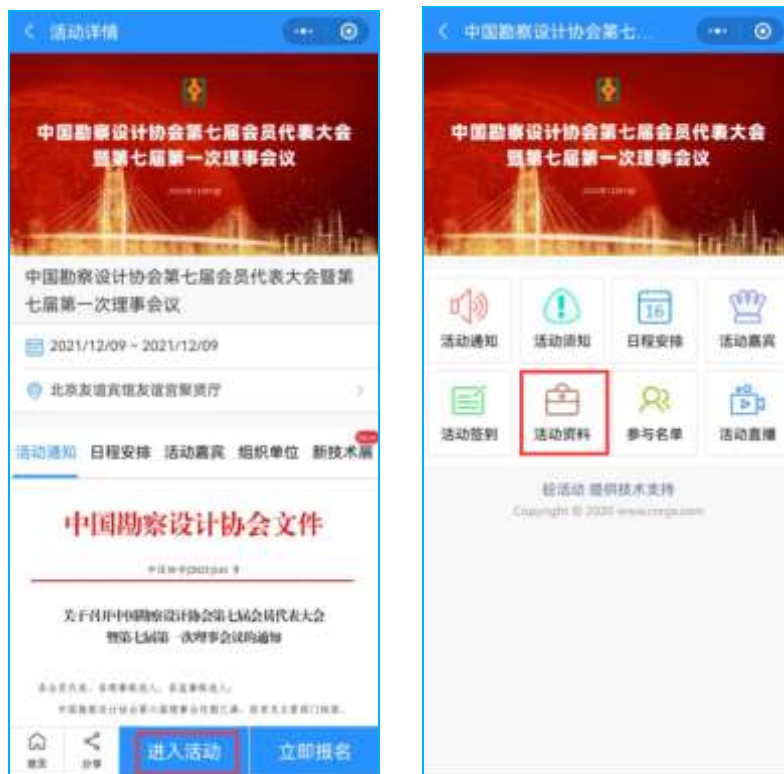 活动详情
中国勘察设计协会第七届会员代表大会
暨第七届第一次理事会议
中国勘察设计协会第七届会员代表大会暨第
七届第一次理事会议
2021/12/09 ~ 2021/12/09
北京友谊宾馆友谊宫聚贤厅
活动通知 日程安排 活动嘉宾 组织单位 新技术展
中国勘察设计协会文件
关于召开中国勘察设计协会第七届会员代表大会
暨第七届第一次理事会议的通知
首页 分享 进入活动 立即报名
中国勘察设计协会第七...
中国勘察设计协会第七届会员代表大会
暨第七届第一次理事会议
16
活动通知 活动须知 日程安排 活动嘉宾
活动签到 活动资料 参与名单 活动直播
提供技术支持